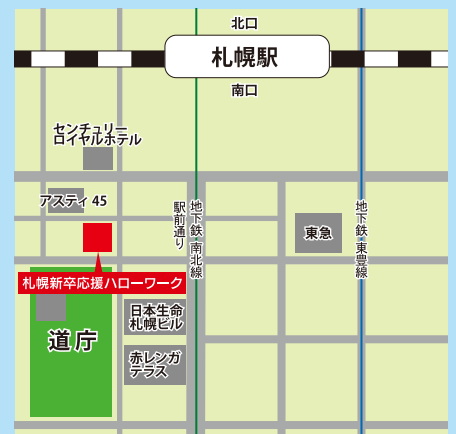 北口
札幌駅
南口
センチュリー
ロイヤルホテル
アスティ45
駅前通り
地下鉄 南北線
東急
地下鉄 東豊線
札幌新卒応援ハローワーク
日本生命
札幌ビル
道庁
赤レンガ
テラス